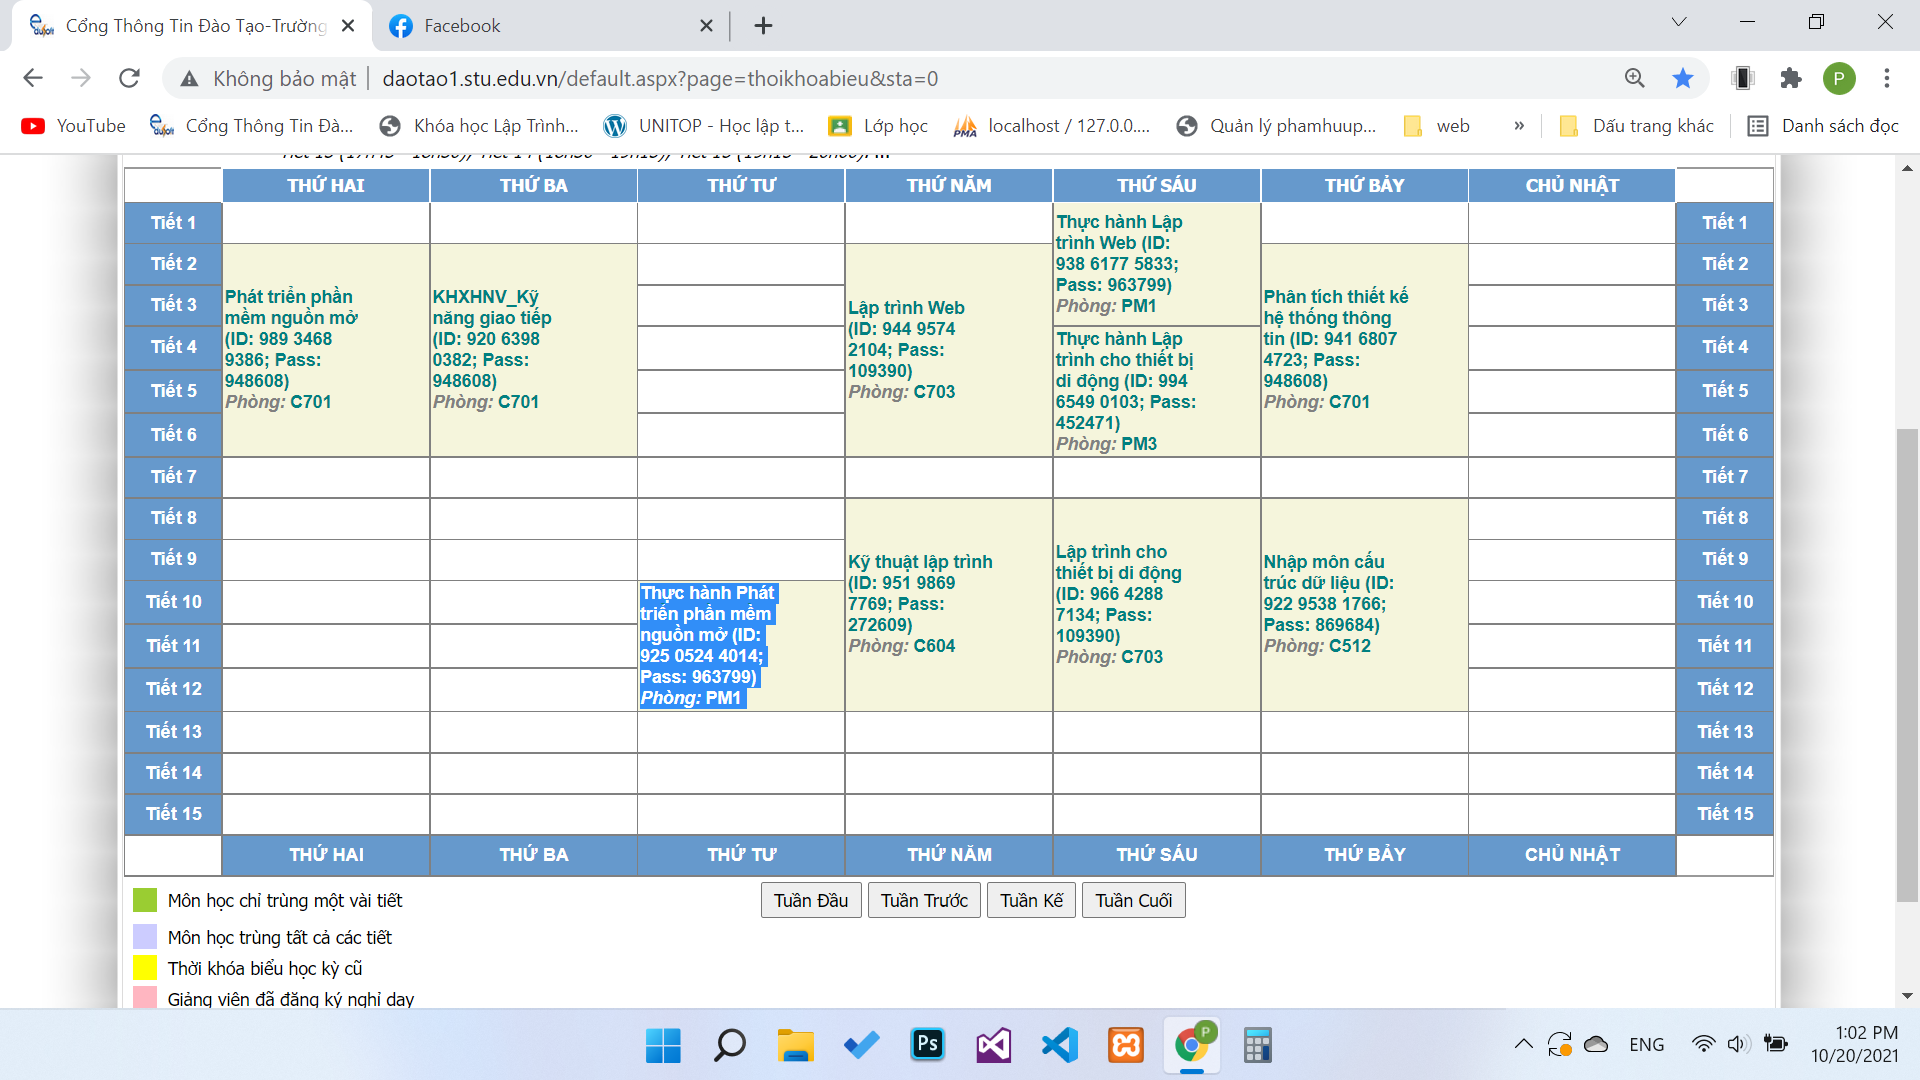 Cổng Thông Tin Đào Tạo-Trường
Facebook
Không bảo mật
daotao1.stu.edu.vn/default.aspx?page=thoikhoabieu&sta=0
P
YouTube
Cổng Thông Tin Đà...
Khóa học Lập Trình...
UNITOP - Học lập t...
Lớp học
localhost / 127.0.0....
Quản lý phamhuup...
web
»
Dấu trang khác
Danh sách đọc
THỨ HAI THỨ BA THỨ TƯ THỨ NĂM THỨ SÁU THỨ BẢY CHỦ NHẬT
Tiết 1
Tiết 2
Tiết 3
Tiết 4
Tiết 5
Tiết 6
Tiết 7
Tiết 8
Tiết 9
Tiết 10
Tiết 11
Tiết 12
Tiết 13
Tiết 14
Tiết 15
Phát triển phần
mềm nguồn mở
(ID: 989 3468
9386; Pass:
948608)
Phòng: C701
KHXHNV_Kỹ
năng giao tiếp
(ID: 920 6398
0382; Pass:
948608)
Phòng: C701
Thực hành Phát
triển phần mềm
nguồn mở (ID:
925 0524 4014;
Pass: 963799)
Phòng: PM1
Lập trình Web
(ID: 944 9574
2104; Pass:
109390)
Phòng: C703
Kỹ thuật lập trình
(ID: 951 9869
7769; Pass:
272609)
Phòng: C604
Thực hành Lập
trình Web (ID:
938 6177 5833;
Pass: 963799)
Phòng: PM1
Thực hành Lập
trình cho thiết bị
di động (ID: 994
6549 0103; Pass:
452471)
Phòng: PM3
Lập trình cho
thiết bị di động
(ID: 966 4288
7134; Pass:
109390)
Phòng: C703
Phân tích thiết kế
hệ thống thông
tin (ID: 941 6807
4723; Pass:
948608)
Phòng: C701
Nhập môn cấu
trúc dữ liệu (ID:
922 9538 1766;
Pass: 869684)
Phòng: C512
Tiết 1
Tiết 2
Tiết 3
Tiết 4
Tiết 5
Tiết 6
Tiết 7
Tiết 8
Tiết 9
Tiết 10
Tiết 11
Tiết 12
Tiết 13
Tiết 14
Tiết 15
THỨ HAI THỨ BA THỨ TƯ THỨ NĂM THỨ SÁU THỨ BẢY CHỦ NHẬT
Môn học chỉ trùng một vài tiết
Môn học trùng tất cả các tiết
Thời khóa biểu học kỳ cũ
Giảng viên đã đăng ký nghỉ dạy
Tuần Đầu Tuần Trước Tuần Kế Tuần Cuối
Ps
P
ENG
1:02 PM
10/20/2021